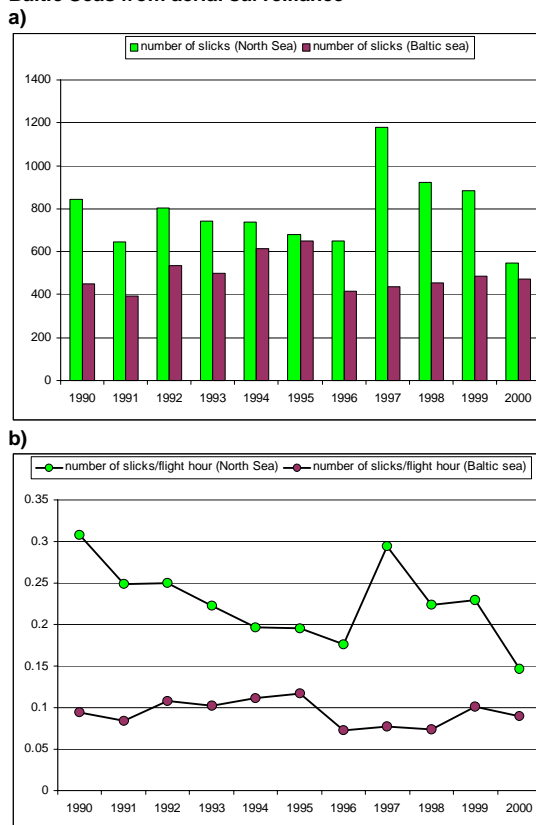 Baltic Seas from aerial surveillance
a)
number of slicks (North Sea) number of slicks (Baltic sea)
1400
1200
1000
800
600
400
200
0
1990 1991 1992 1993 1994 1995 1996 1997 1998 1999 2000
b)
number of slicks/flight hour (North Sea) number of slicks/flight hour (Baltic sea)
0.35
0.3
0.25
0.2
0.15
0.1
0.05
0
1990 1991 1992 1993 1994 1995 1996 1997 1998 1999 2000